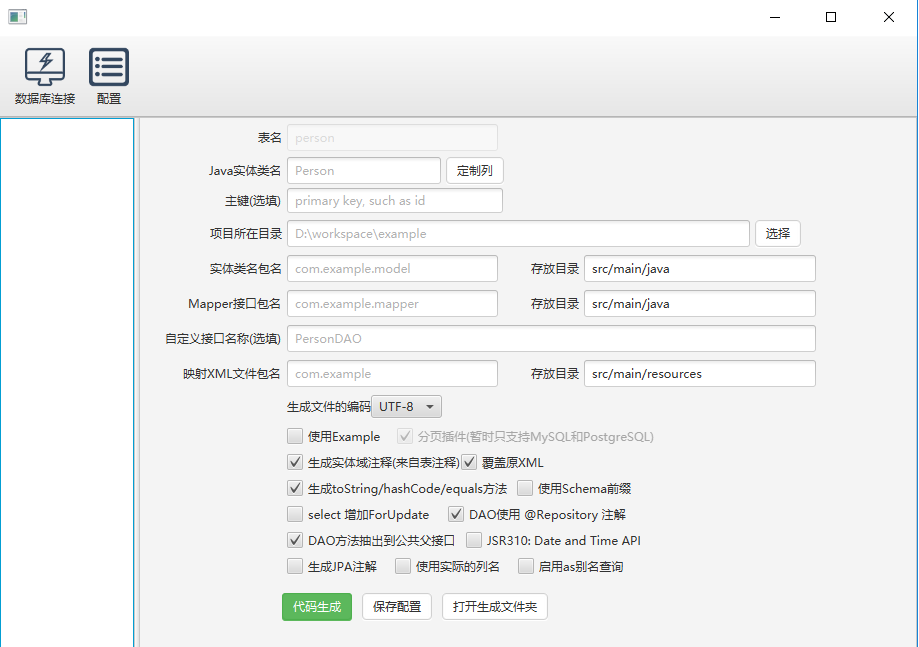 数据库连接 配置
表名 person
Java实体类名 Person 定制列
主键(选填) primary key, such as id
项目所在目录 D:\workspace\example 选择
实体类名包名 com.example.model 存放目录 src/main/java
Mapper接口包名 com.example.mapper 存放目录 src/main/java
自定义接口名称(选填) PersonDAO
映射XML文件包名 com.example 存放目录 src/main/resources
生成文件的编码 UTF-8
使用Example 分页插件(暂时只支持MySQL和PostgreSQL)
生成实体域注释(来自表注释) 覆盖原XML
生成toString/hashCode/equals方法 使用Schema前缀
select 增加ForUpdate DAO使用 @Repository 注解
DAO方法抽出到公共父接口 JSR310: Date and Time API
生成JPA注解 使用实际的列名 启用as别名查询
代码生成 保存配置 打开生成文件夹